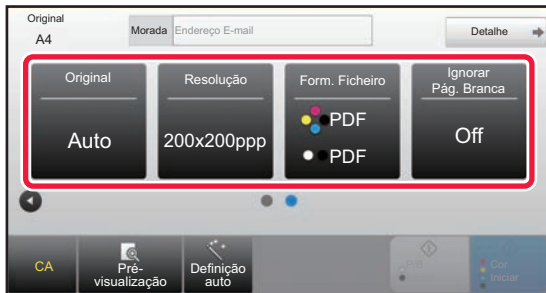 Original
A4
Morada
Endereço E-mail
Detalhe
Original
Auto
Resolução
200x200ppp
Form. Ficheiro
PDF
PDF
Ignorar
Pág. Branca
Off
CA
Pré-
visualização
Definição
auto
Cor
Iniciar